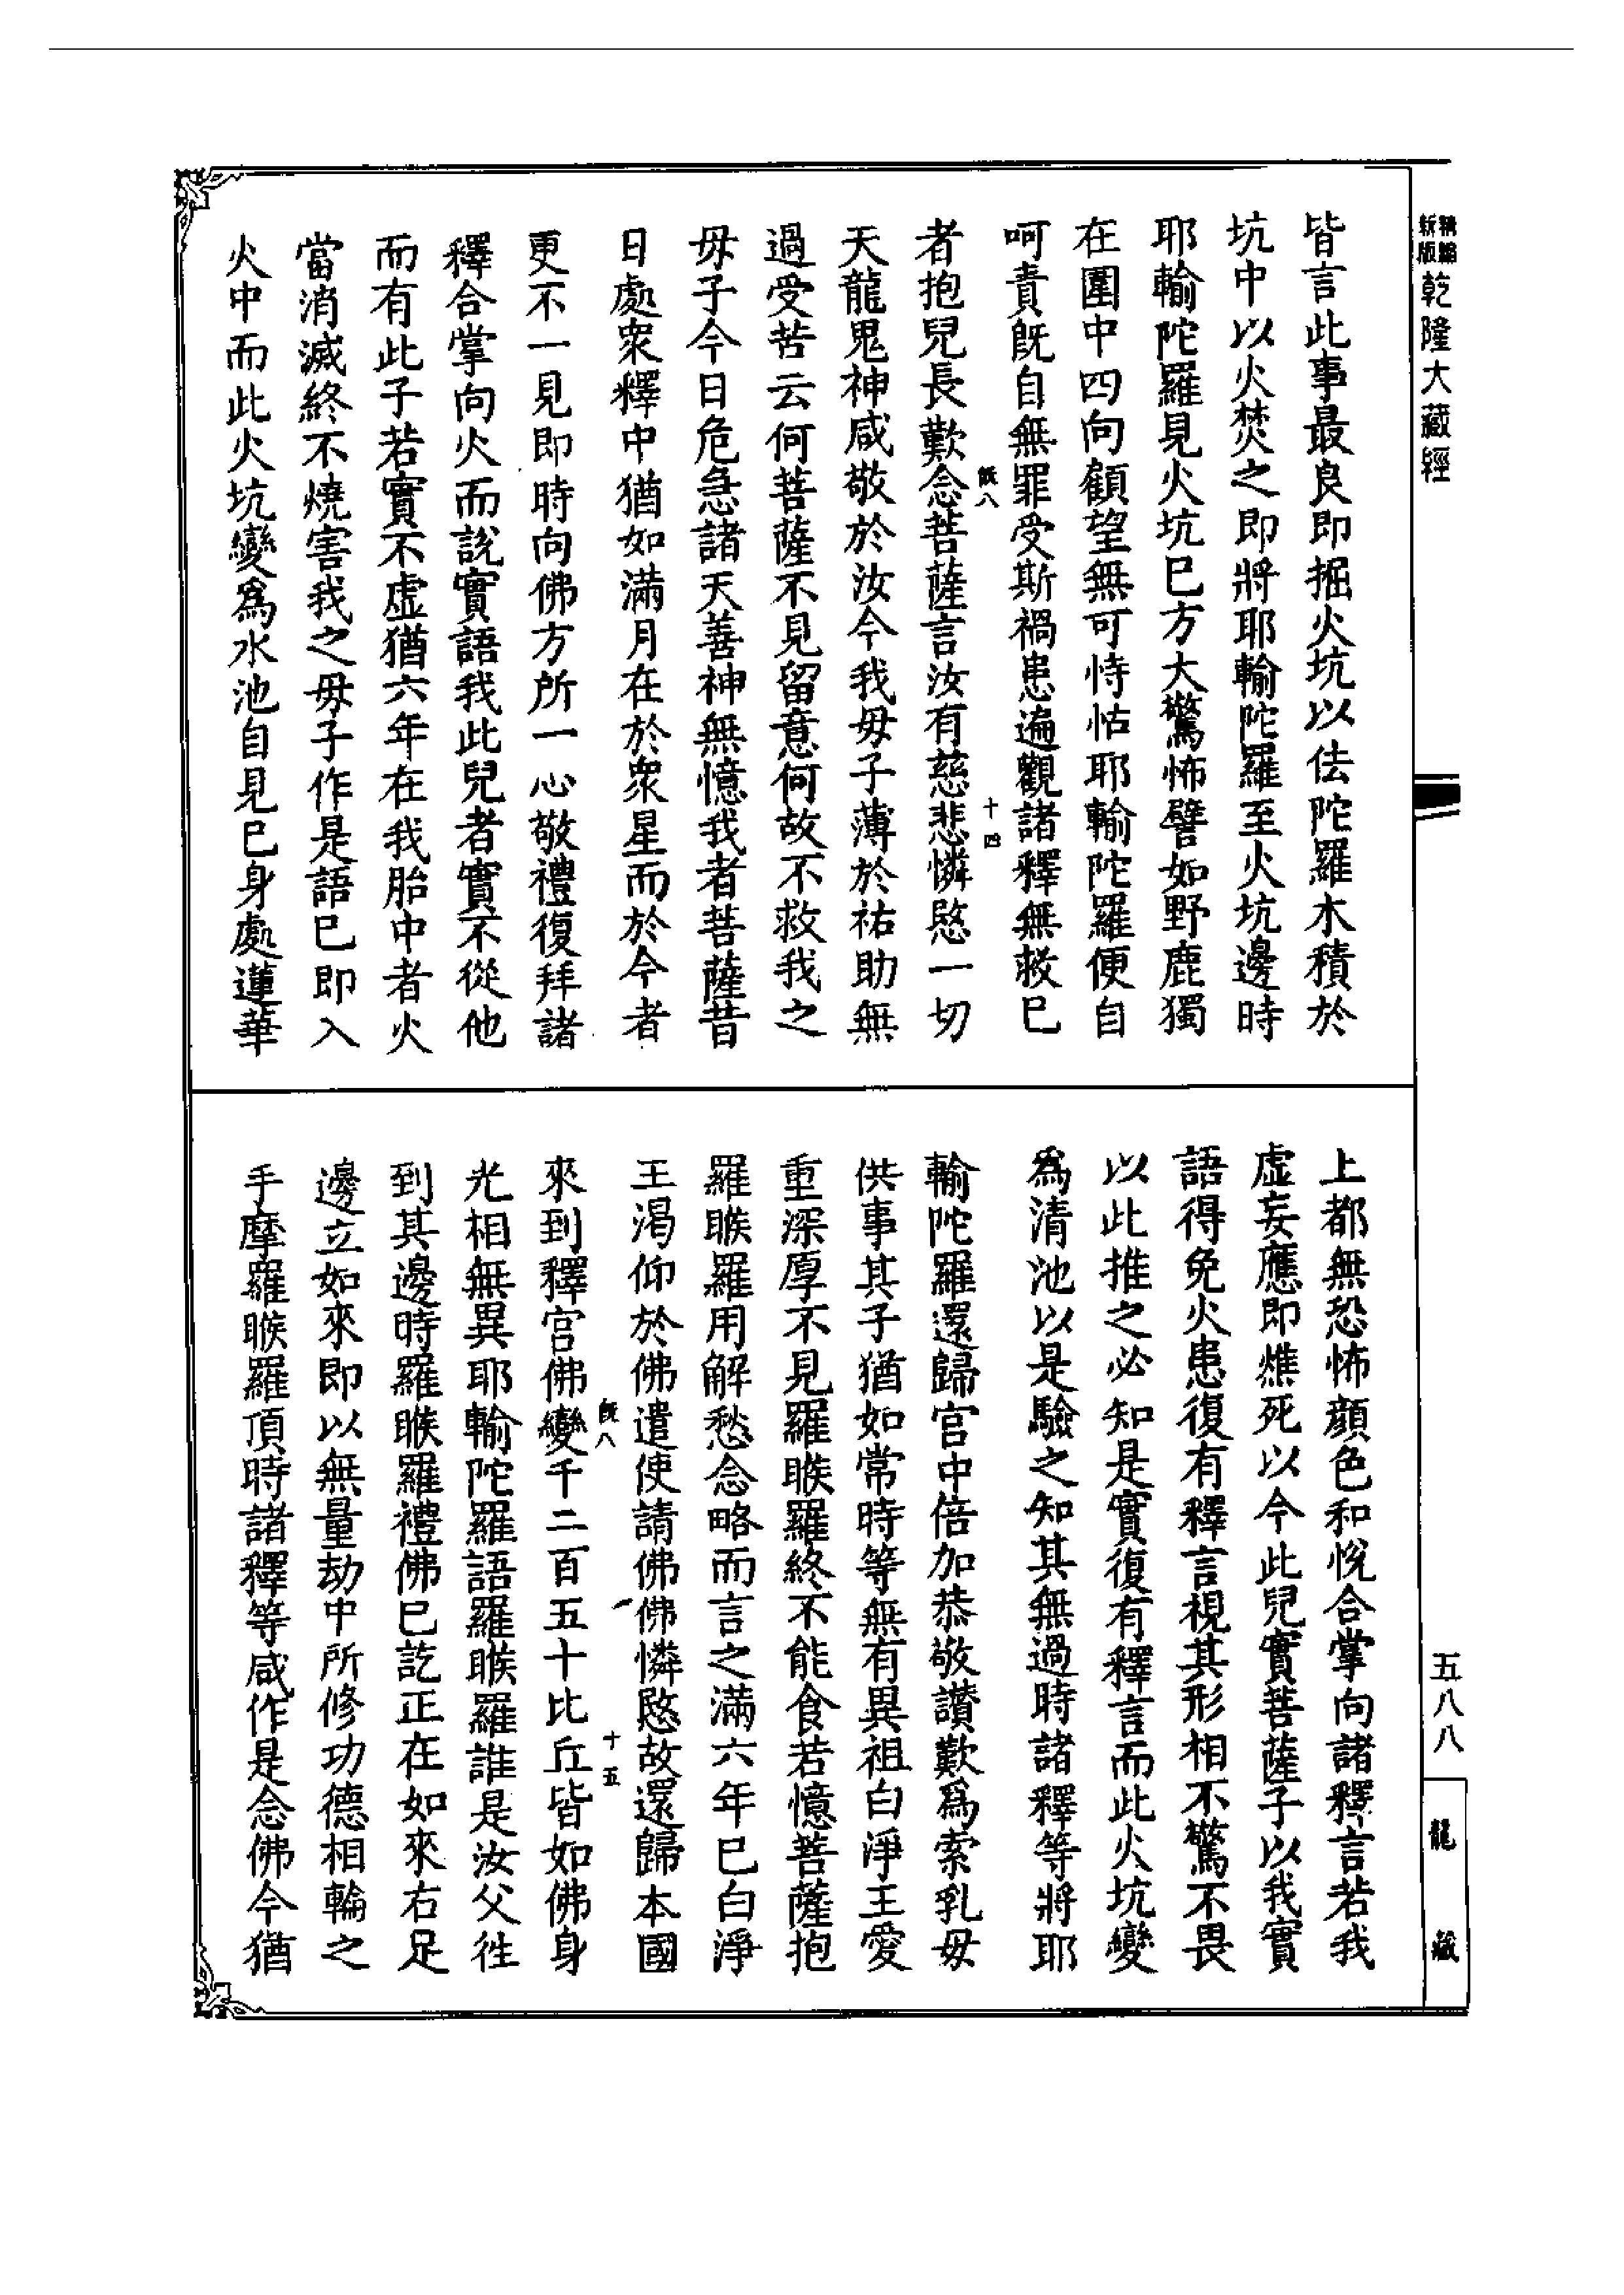 精縮新版乾隆大藏經
皆言此事最良即掘火坑以佉陀羅木積於
坑中以火焚之即將耶輸陀羅至火坑邊時
耶輸陀羅見火坑已方大驚怖譬如野鹿獨
在圍中四向顧望無可恃怙耶輸陀羅便自
呵責旣自無罪受斯禍患遍觀諸釋無救已
旣八 十四
者抱兒長歎念菩薩言汝有慈悲憐愍一切
天龍鬼神咸敬於汝今我母子薄於祐助無
過受苦云何菩薩不見留意何故不救我之
母子今日危急諸天善神無憶我者菩薩昔
日處衆釋中猶如滿月在於衆星而於今者
更不一見即時向佛方所一心敬禮復拜諸
釋合掌向火而說實語我此兒者實不從他
而有此子若實不虛猶六年在我胎中者火
當消滅終不燒害我之母子作是語已即入
火中而此火坑變爲水池自見已身處蓮華
上都無恐怖顔色和悅合掌向諸釋言若我
虛妄應即燋死以今此兒實菩薩子以我實
語得免火患復有釋言視其形相不驚不畏
以此推之必知是實復有釋言而此火坑變
爲清池以是驗之知其無過時諸釋等將耶
輸陀羅還歸宫中倍加恭敬讃歎爲索乳母
供事其子猶如常時等無有異祖白淨王愛
重深厚不見羅睺羅終不能食若憶菩薩抱
羅睺羅用解愁念略而言之滿六年已白淨
王渴仰於佛遣使請佛佛憐愍故還歸本國
旣八 十五
來到釋宫佛變千二百五十比丘皆如佛身
光相無異耶輸陀羅語羅睺羅誰是汝父徃
到其邊時羅睺羅禮佛已訖正在如來右足
邊立如來即以無量劫中所修功德相輪之
手摩羅睺羅頂時諸釋等咸作是念佛今猶
五八八
龍藏